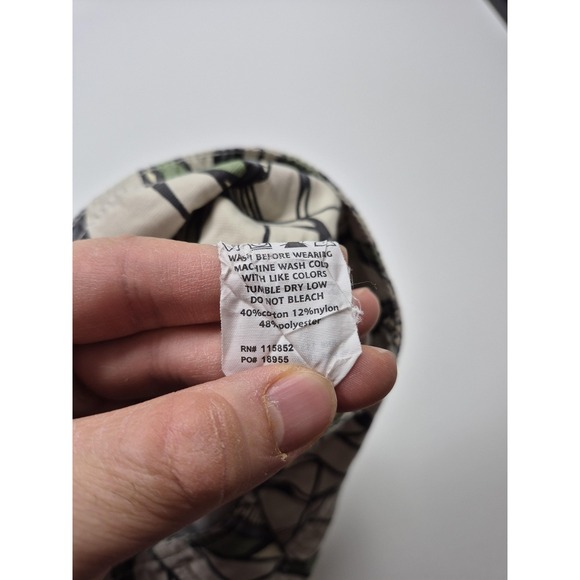 WASH BEFORE WEARING
MACHINE WASH COLD
WITH LIKE COLORS
TUMBLE DRY LOW
DO NOT BLEACH
40%cotton 12%nylon
48%polyester
RN# 115852
PO# 18955